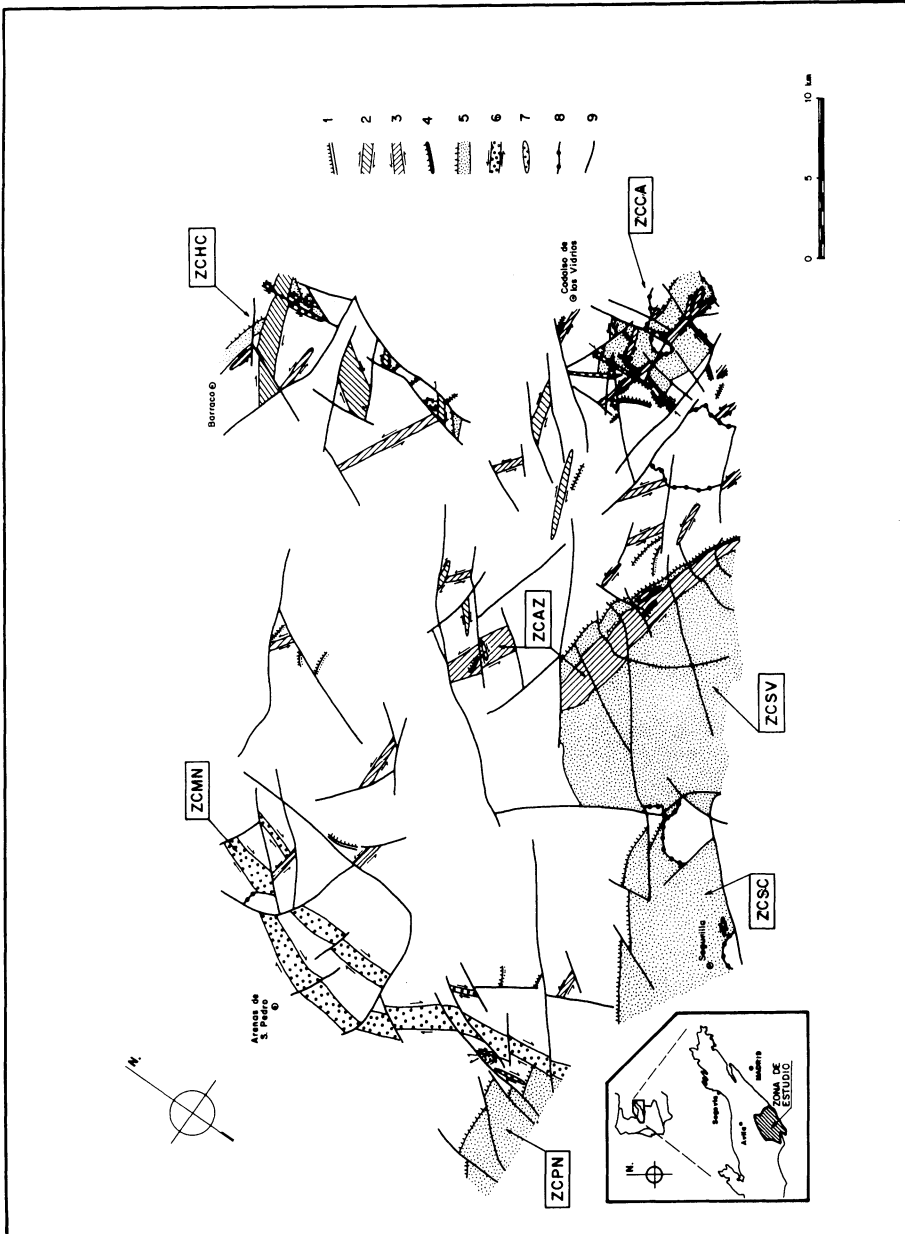 ZCHC
Barraco
1
2
3
4
5
6
7
8
9
0 5 10 km
ZCCA
Cadalso de
los Vidrios
ZCMN
ZCAZ
ZCSV
ZCSC
Arenas de
S. Pedro
N.
ZCPN
N.
Segovia
Avila
MADRID
ZONA DE
ESTUDIO